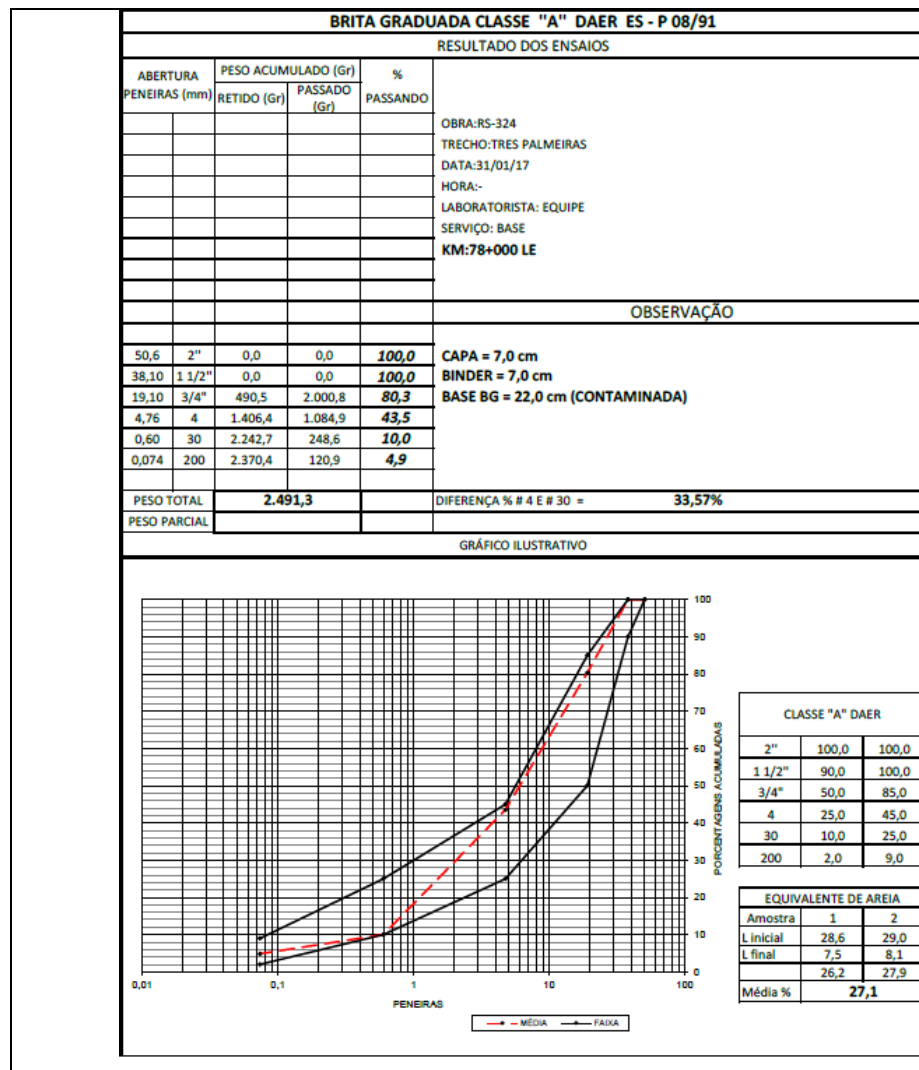 BRITA GRADUADA CLASSE "A" DAER ES - P 08/91
RESULTADO DOS ENSAIOS
ABERTURA PENEIRAS (mm) PESO ACUMULADO (Gr) % PASSANDO
RETIDO (Gr) PASSADO (Gr)
OBRA:RS-324
TRECHO:TRES PALMEIRAS
DATA:31/01/17
HORA:-
LABORATORISTA: EQUIPE
SERVIÇO: BASE
KM:78+000 LE
OBSERVAÇÃO
50,6 2" 0,0 0,0 100,0 CAPA = 7,0 cm
38,10 1 1/2" 0,0 0,0 100,0 BINDER = 7,0 cm
19,10 3/4" 490,5 2.000,8 80,3 BASE BG = 22,0 cm (CONTAMINADA)
4,76 4 1.406,4 1.084,9 43,5
0,60 30 2.242,7 248,6 10,0
0,074 200 2.370,4 120,9 4,9
PESO TOTAL 2.491,3 DIFERENÇA % # 4 E # 30 = 33,57%
PESO PARCIAL
GRÁFICO ILUSTRATIVO
100
90
80
70
60
50
40
30
20
10
0
PORCENTAGENS ACUMULADAS
0,01 0,1 1 10 100
PENEIRAS
MÉDIA FAIXA
CLASSE "A" DAER
2" 100,0 100,0
1 1/2" 90,0 100,0
3/4" 50,0 85,0
4 25,0 45,0
30 10,0 25,0
200 2,0 9,0
EQUIVALENTE DE AREIA
Amostra 1 2
L inicial 28,6 29,0
L final 7,5 8,1
26,2 27,9
Média % 27,1